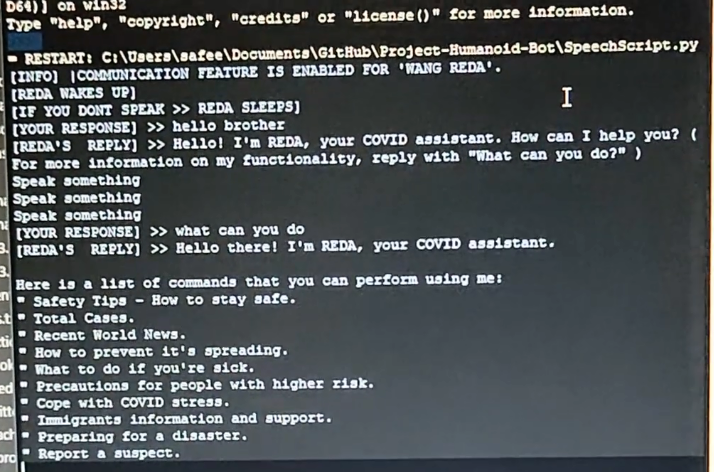 D64)] on win32
Type "help", "copyright", "credits" or "license()" for more information.
= RESTART: C:\Users\safee\Documents\GitHub\Project-Humanoid-Bot\SpeechScript.py
[INFO] |COMMUNICATION FEATURE IS ENABLED FOR 'WANG REDA'.
[REDA WAKES UP]
[IF YOU DONT SPEAK >> REDA SLEEPS]
[YOUR RESPONSE] >> hello brother
[REDA'S  REPLY] >> Hello! I'm REDA, your COVID assistant. How can I help you? (
For more information on my functionality, reply with "What can you do?" )
Speak something
Speak something
Speak something
[YOUR RESPONSE] >> what can you do
[REDA'S  REPLY] >> Hello there! I'm REDA, your COVID assistant.
Here is a list of commands that you can perform using me:
* Safety Tips - How to stay safe.
* Total Cases.
* Recent World News.
* How to prevent it's spreading.
* What to do if you're sick.
* Precautions for people with higher risk.
* Cope with COVID stress.
* Immigrants information and support.
* Preparing for a disaster.
* Report a suspect.